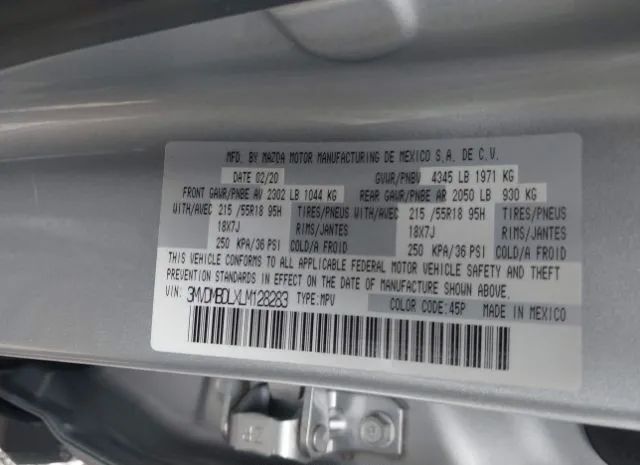 MFD. BY MAZDA MOTOR MANUFACTURING DE MEXICO S.A. DE C.V.
DATE 02/20 GVWR/PNBV 4345 LB 1971 KG
FRONT GAWR/PNBE AV 2302 LB 1044 KG REAR GAWR/PNBE AR 2050 LB 930 KG
WITH/AVEC 215 /55R18 95H TIRES/PNEUS WITH/AVEC 215 /55R18 95H TIRES/PNEUS
18X7J RIMS/JANTES 18X7J RIMS/JANTES
250 KPA/36 PSI COLD/A FROID 250 KPA/36 PSI COLD/A FROID
THIS VEHICLE CONFORMS TO ALL APPLICABLE FEDERAL MOTOR VEHICLE SAFETY AND THEFT
PREVENTION STANDARDS IN EFFECT ON THE DATE OF MANUFACTURE SHOWN ABOVE.
VIN: 3MVDMBDLXLM128283 TYPE:MPV
COLOR CODE:45P MADE IN MEXICO